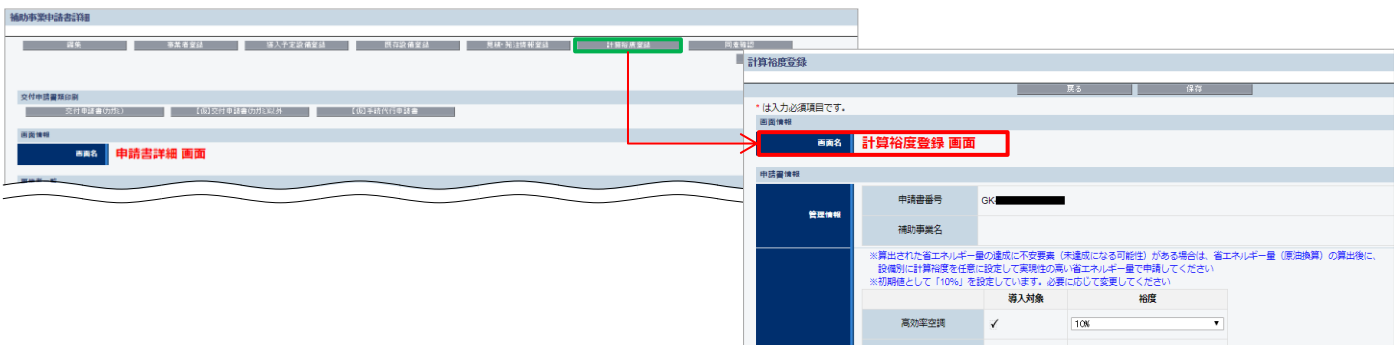 補助事業申請書詳細
編集
事業者登録
導入予定設備登録
既存設備登録
見積・発注情報登録
計算裕度登録
同意確認
交付申請書類印刷
交付申請書(かがみ)
【仮】交付申請書(かがみ)以外
【仮】手続代行申請書
画面情報
画面名 申請書詳細 画面
計算裕度登録
戻る 保存
* は入力必須項目です。
画面情報
画面名 計算裕度登録 画面
申請書情報
管理情報
申請書番号 GK-
補助事業名
※算出された省エネルギー量の達成に不安要素（未達成になる可能性）がある場合は、省エネルギー量（原油換算）の算出後に、
設備別に計算裕度を任意に設定して実現性の高い省エネルギー量で申請してください
※初期値として「10%」を設定しています。必要に応じて変更してください
導入対象 裕度
高効率空調 ✓ 10%